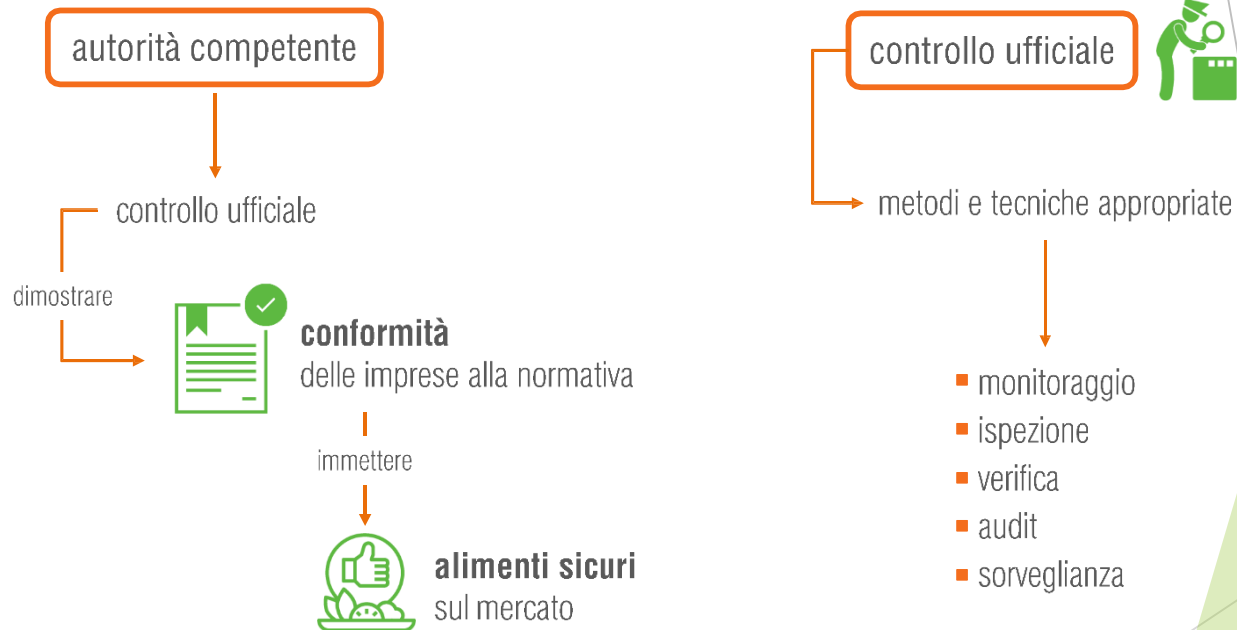 autorità competente
controllo ufficiale
dimostrare
conformità
delle imprese alla normativa
immettere
alimenti sicuri
sul mercato
controllo ufficiale
metodi e tecniche appropriate
monitoraggio
ispezione
verifica
audit
sorveglianza